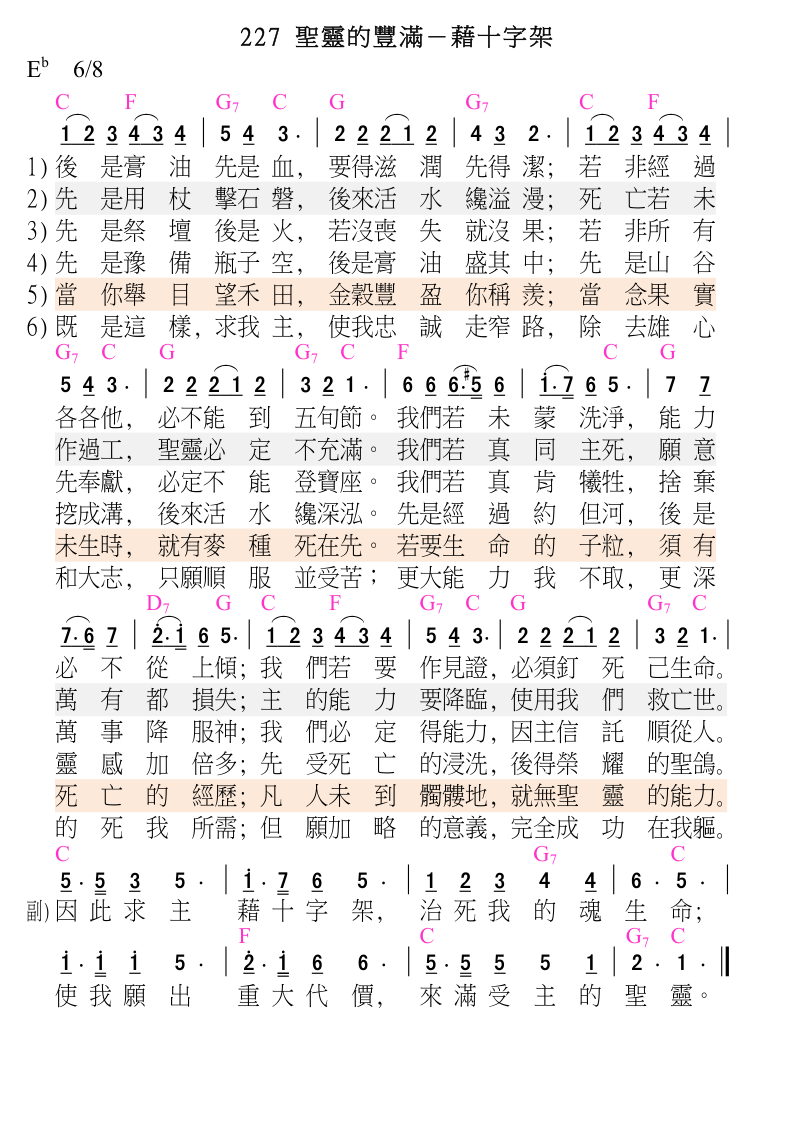 227 聖靈的豐滿－藉十字架
E♭ 6/8
C F G7 C G G7 C F
1 2 3 4 3 4 | 5 4 3· | 2 2 2 1 2 | 4 3 2· | 1 2 3 4 3 4 |
1) 後 是膏 油 先是 血， 要得滋 潤 先得 潔； 若 非經 過
2) 先 是用 杖 擊石 磐， 後來活 水 纔溢 漫； 死 亡若 未
3) 先 是祭 壇 後是 火， 若沒喪 失 就沒 果； 若 非所 有
4) 先 是豫 備 瓶子 空， 後是膏 油 盛其 中； 先 是山 谷
5) 當 你舉 目 望禾 田， 金穀豐 盈 你稱 羨； 當 念果 實
6) 既 是這 樣，求我 主， 使我忠 誠 走窄 路， 除 去雄 心
G7 C G G7 C F C G
5 4 3· | 2 2 2 1 2 | 3 2 1· | 6 6 6·♯5 6 | 1·7 6 5· | 7 7
各各他， 必不能 到 五旬節。 我們若 未 蒙 洗淨， 能 力
作過工， 聖靈必 定 不充滿。 我們若 真 同 主死， 願 意
先奉獻， 必定不 能 登寶座。 我們若 真 肯 犧牲， 捨 棄
挖成溝， 後來活 水 纔深泓。 先是經 過 約 但河， 後 是
未生時， 就有麥 種 死在先。 若要生 命 的 子粒， 須 有
和大志， 只願順 服 並受苦； 更大能 力 我 不取， 更 深
D7 G C F G7 C G G7 C
7·6 7 | 2·1 6 5· | 1 2 3 4 3 4 | 5 4 3· | 2 2 2 1 2 | 3 2 1· |
必 不 從 上傾； 我 們若 要 作見證， 必須釘 死 己生命。
萬 有 都 損失； 主 的能 力 要降臨， 使用我 們 救亡世。
萬 事 降 服神； 我 們必 定 得能力， 因主信 託 順從人。
靈 感 加 倍多； 先 受死 亡 的浸洗， 後得榮 耀 的聖鴿。
死 亡 的 經歷； 凡 人未 到 髑髏地， 就無聖 靈 的能力。
的 死 我 所需； 但 願加 略 的意義， 完全成 功 在我軀。
C G7 C
5·5 3 5· | 1·7 6 5· | 1 2 3 4 4 | 6· 5· |
副) 因 此 求 主 藉 十 字 架， 治 死 我 的 魂 生 命；
F C G7 C
1·1 1 5· | 2·1 6 6· | 5·5 5 5 1 | 2· 1· ‖
使 我 願 出 重 大 代 價， 來 滿 受 主 的 聖 靈。